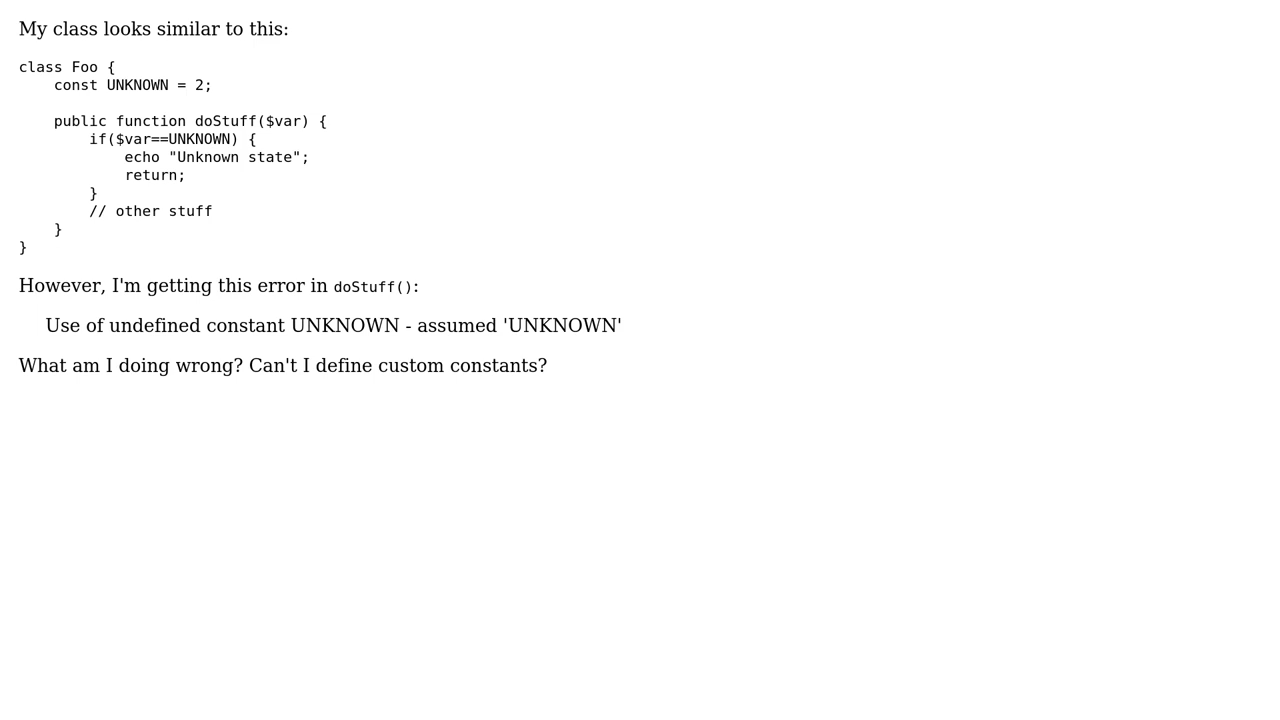 My class looks similar to this:
class Foo {
    const UNKNOWN = 2;

    public function doStuff($var) {
        if($var==UNKNOWN) {
            echo "Unknown state";
            return;
        }
        // other stuff
    }
}
However, I'm getting this error in doStuff():
Use of undefined constant UNKNOWN - assumed 'UNKNOWN'
What am I doing wrong? Can't I define custom constants?